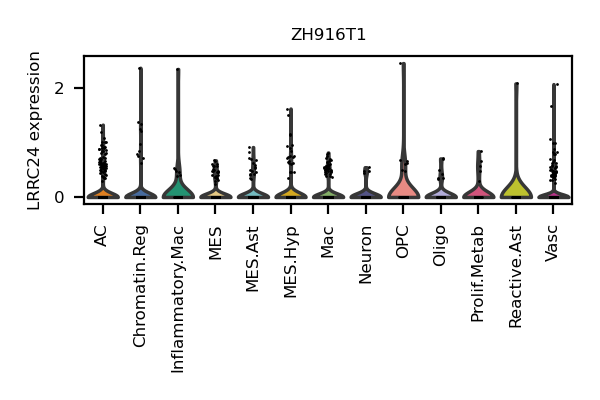 ZH916T1
LRRC24 expression
2
0
AC
Chromatin.Reg
Inflammatory.Mac
MES
MES.Ast
MES.Hyp
Mac
Neuron
OPC
Oligo
Prolif.Metab
Reactive.Ast
Vasc